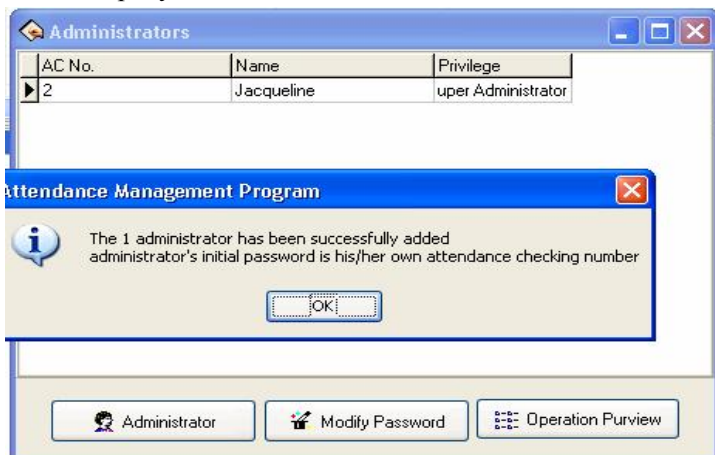 Administrators
AC No. Name Privilege
2 Jacqueline uper Administrator
Attendance Management Program
The 1 administrator has been successfully added
administrator's initial password is his/her own attendance checking number
OK
Administrator Modify Password Operation Purview